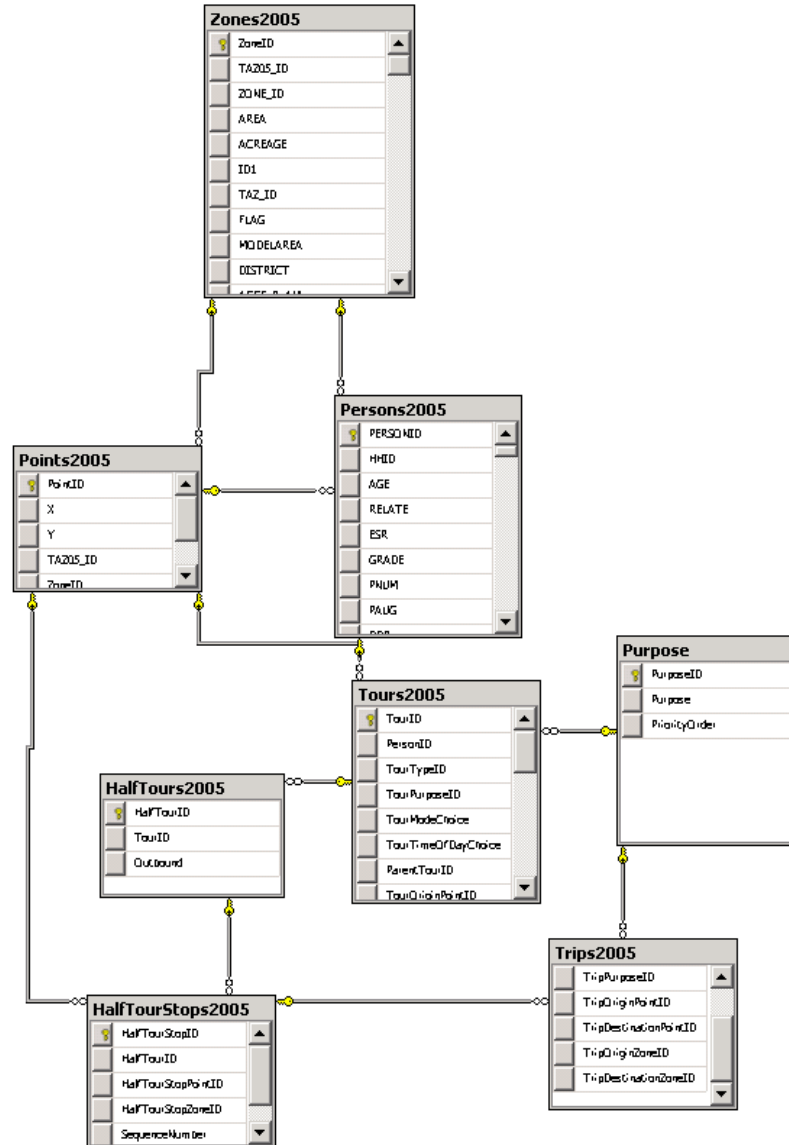 Zones2005
ZoneID
TAZ05_ID
ZONE_ID
AREA
ACREAGE
ID1
TAZ_ID
FLAG
MODELAREA
DISTRICT
Persons2005
PERSONID
HHID
AGE
RELATE
ESR
GRADE
PNUM
PAUG
Points2005
PointID
X
Y
TAZ05_ID
ZoneID
Purpose
PurposeID
Purpose
PriorityOrder
Tours2005
TourID
PersonID
TourTypeID
TourPurposeID
TourModeChoice
TourTimeOfDayChoice
ParentTourID
TourOriginPointID
HalfTours2005
HalfTourID
TourID
Outbound
Trips2005
TripPurposeID
TripOriginPointID
TripDestinationPointID
TripOriginZoneID
TripDestinationZoneID
HalfTourStops2005
HalfTourStopID
HalfTourID
HalfTourStopPointID
HalfTourStopZoneID
SequenceNumber